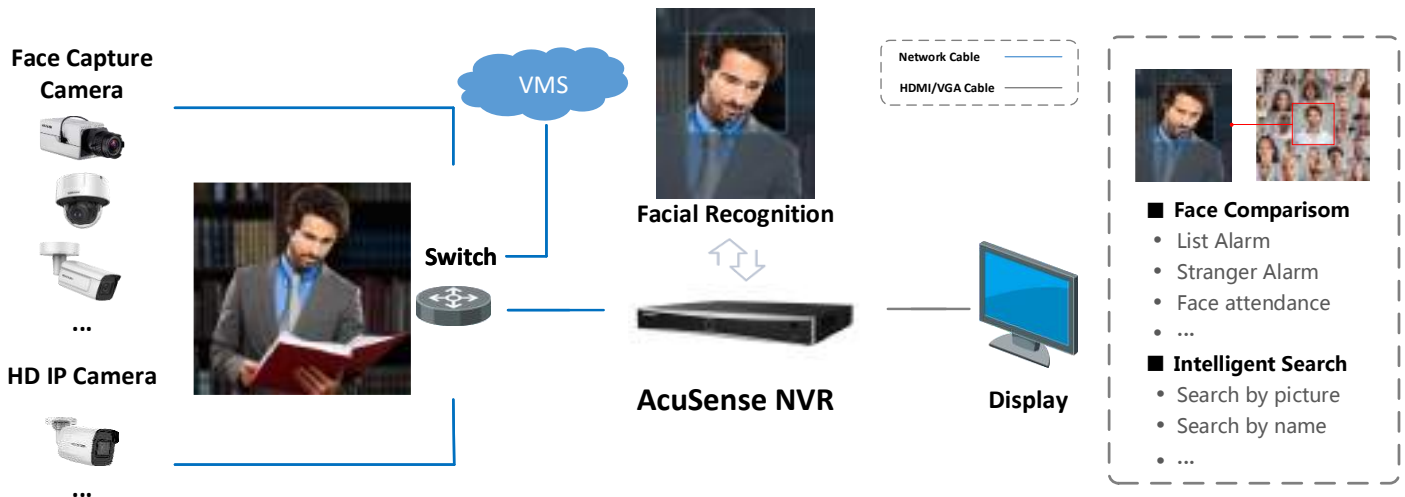 Face Capture
Camera
...
HD IP Camera
...
VMS
Switch
Facial Recognition
AcuSense NVR
Display
Network Cable
HDMI/VGA Cable
■ Face Comparisom
• List Alarm
• Stranger Alarm
• Face attendance
• ...
■ Intelligent Search
• Search by picture
• Search by name
• ...